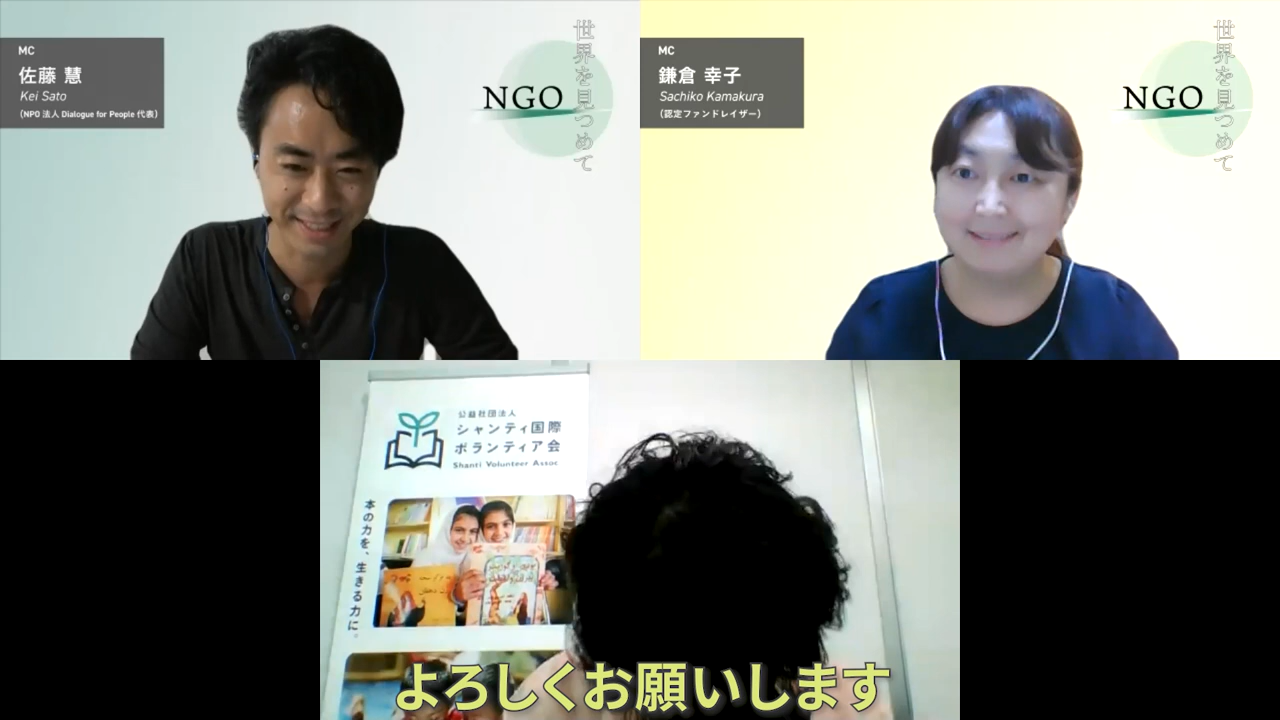 MC
佐藤 慧
Kei Sato
（NPO 法人 Dialogue for People 代表）
NGO
世界を見つめて
MC
鎌倉 幸子
Sachiko Kamakura
（認定ファンドレイザー）
NGO
世界を見つめて
公益社団法人
シャンティ国際
ボランティア会
Shanti Volunteer Assoc
本の力を、生きる力に。
よろしくお願いします